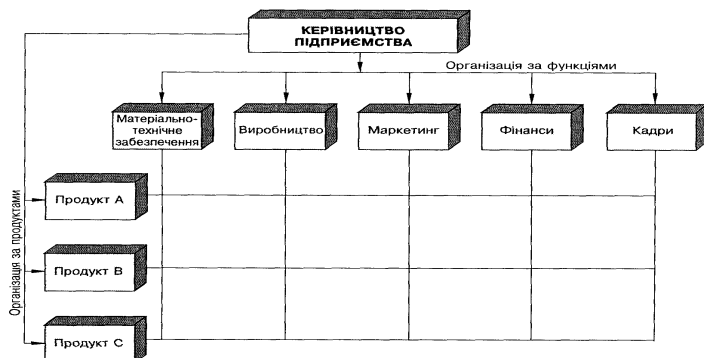 КЕРІВНИЦТВО
ПІДПРИЄМСТВА
Організація за функціями
Матеріально-
технічне
забезпечення
Виробництво
Маркетинг
Фінанси
Кадри
Організація за продуктами
Продукт А
Продукт В
Продукт С